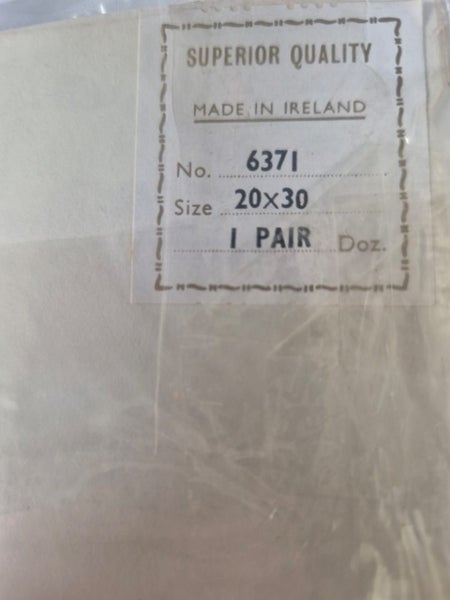 SUPERIOR QUALITY
MADE IN IRELAND
No. 6371
Size 20x30
1 PAIR Doz.